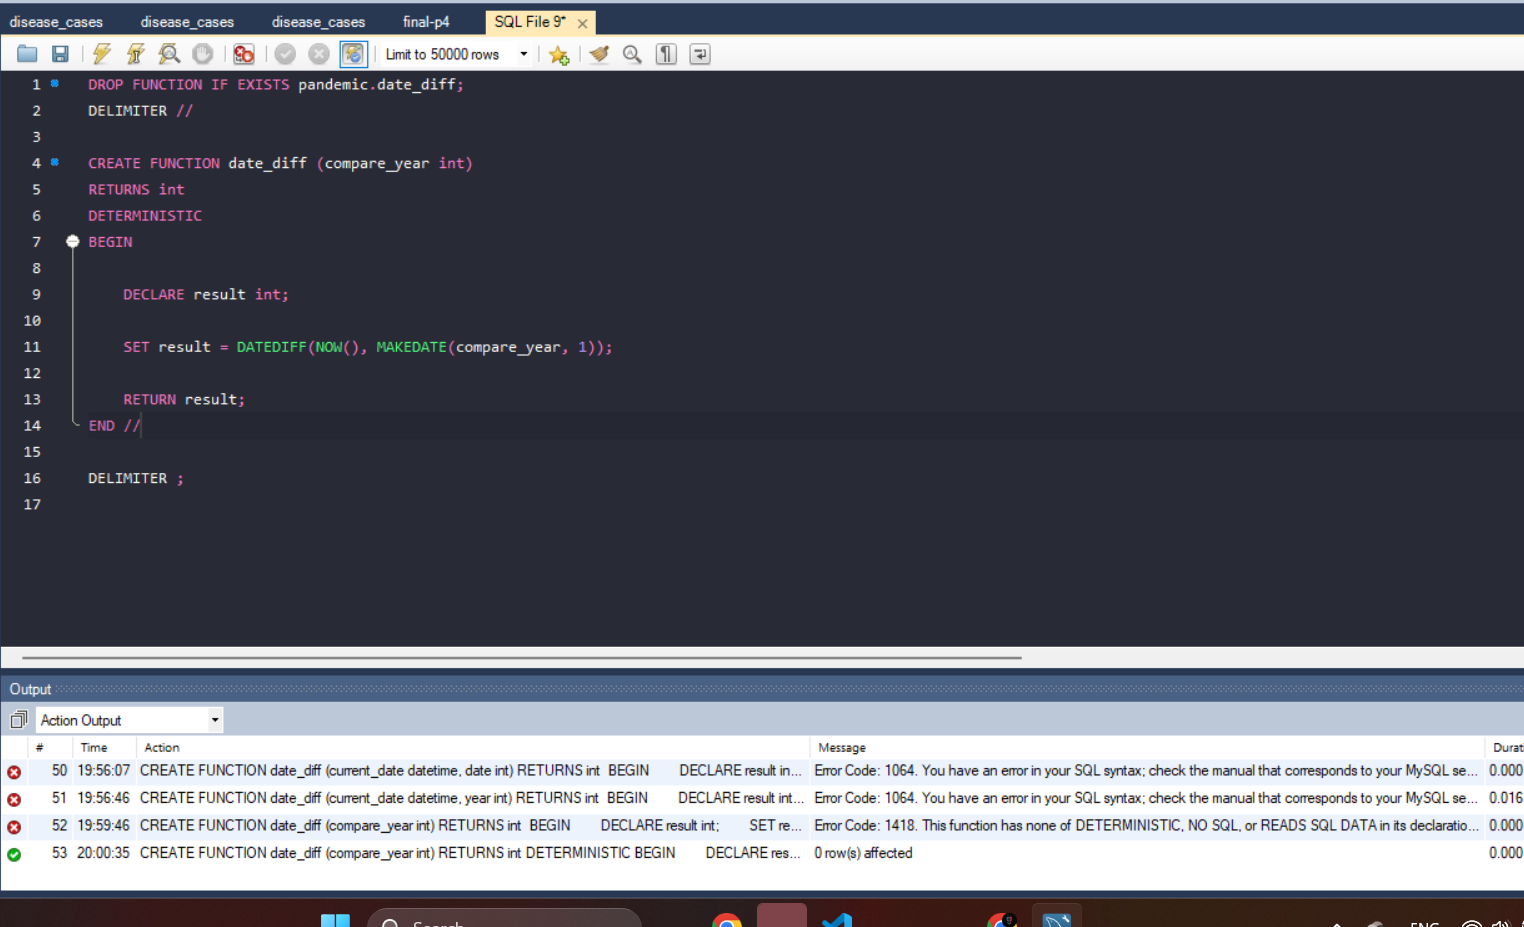 disease_cases disease_cases disease_cases final-p4 SQL File 9*
Limit to 50000 rows
1 DROP FUNCTION IF EXISTS pandemic.date_diff;
2 DELIMITER //
3
4 CREATE FUNCTION date_diff (compare_year int)
5 RETURNS int
6 DETERMINISTIC
7 BEGIN
8
9 DECLARE result int;
10
11 SET result = DATEDIFF(NOW(), MAKEDATE(compare_year, 1));
12
13 RETURN result;
14 END //
15
16 DELIMITER ;
17
Output
Action Output
# Time Action Message Durati
50 19:56:07 CREATE FUNCTION date_diff (current_date datetime, date int) RETURNS int BEGIN DECLARE result in... Error Code: 1064. You have an error in your SQL syntax; check the manual that corresponds to your MySQL se... 0.000
51 19:56:46 CREATE FUNCTION date_diff (current_date datetime, year int) RETURNS int BEGIN DECLARE result int... Error Code: 1064. You have an error in your SQL syntax; check the manual that corresponds to your MySQL se... 0.016
52 19:59:46 CREATE FUNCTION date_diff (compare_year int) RETURNS int BEGIN DECLARE result int; SET re... Error Code: 1418. This function has none of DETERMINISTIC, NO SQL, or READS SQL DATA in its declaratio... 0.000
53 20:00:35 CREATE FUNCTION date_diff (compare_year int) RETURNS int DETERMINISTIC BEGIN DECLARE res... 0 row(s) affected 0.000
Search ENG